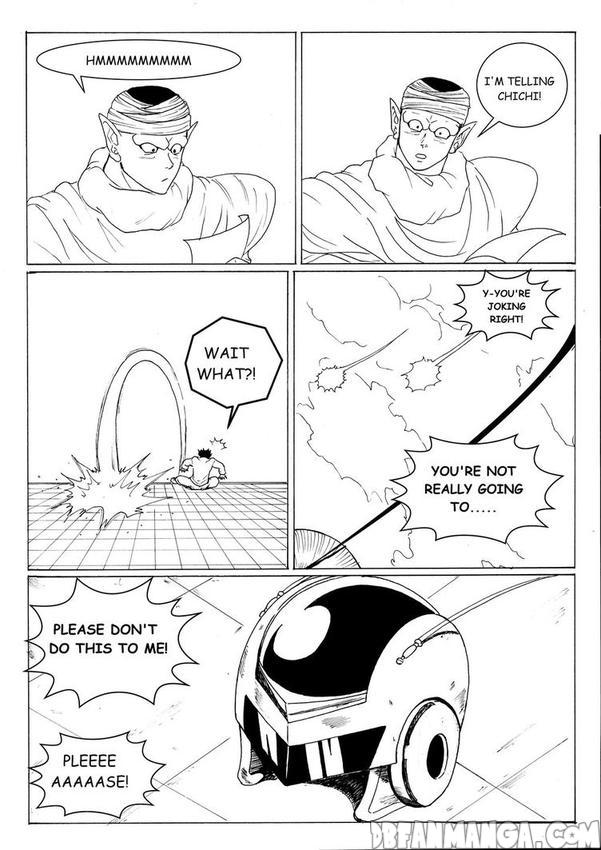 HMMMMMMMMM
I'M TELLING
CHICHI!
WAIT
WHAT?!
Y-YOU'RE
JOKING
RIGHT!
YOU'RE NOT
REALLY GOING
TO.....
PLEASE DON'T
DO THIS TO ME!
PLEEEE
AAAAASE!
DBFANMANGA.COM